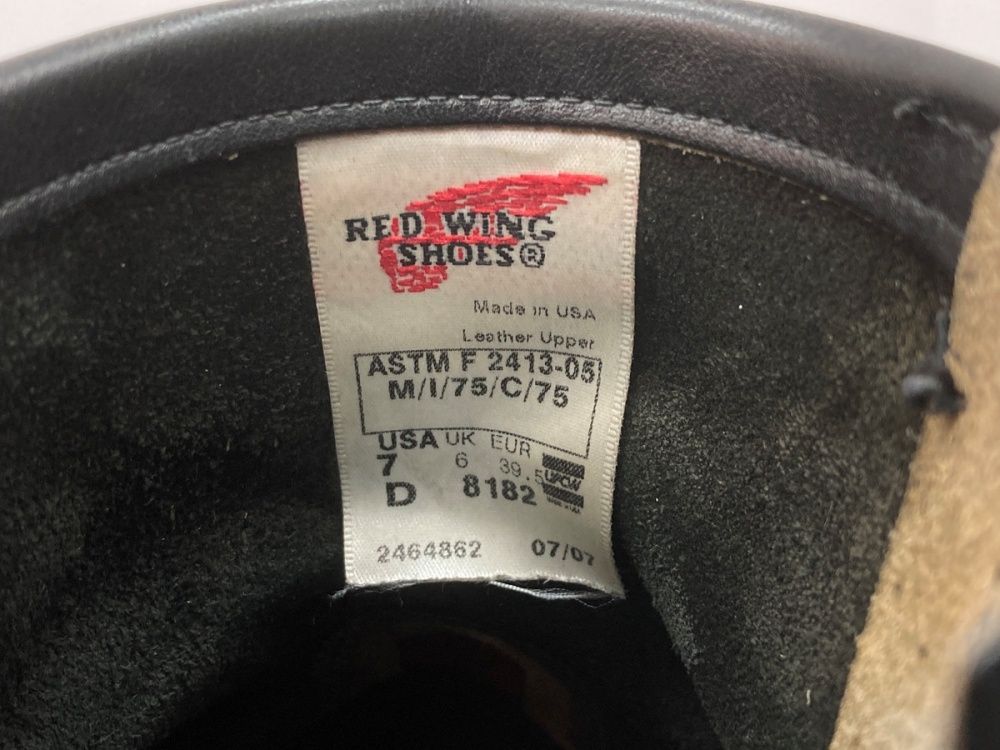 RED WING
SHOES®
Made in USA
Leather Upper
ASTM F 2413-05
M/I/75/C/75
USA UK EUR
7 6 39.5
D 8182 UFCW
2464862 07/07